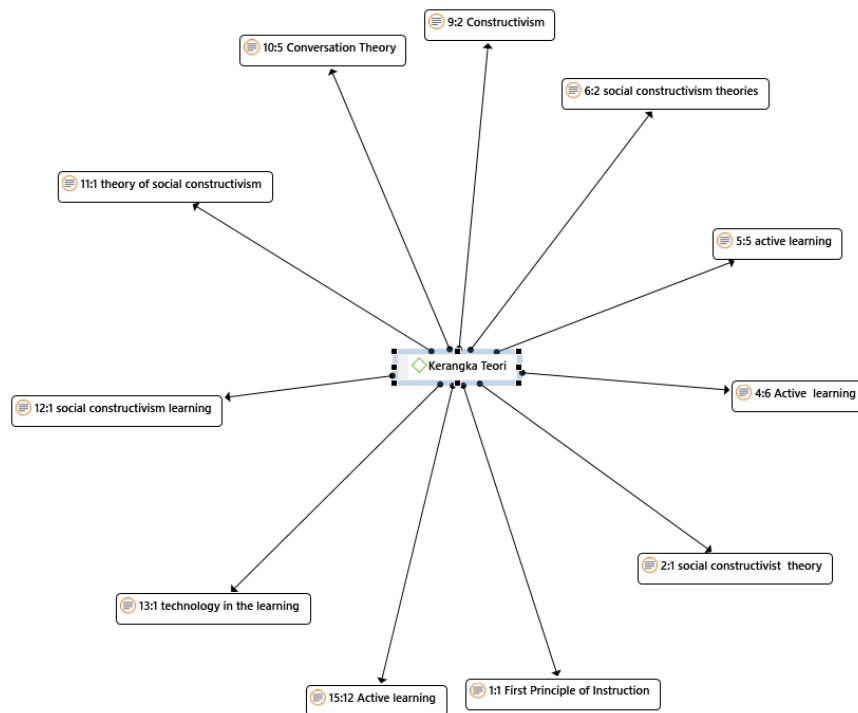 9:2 Constructivism
10:5 Conversation Theory
6:2 social constructivism theories
11:1 theory of social constructivism
5:5 active learning
Kerangka Teori
4:6 Active  learning
12:1 social constructivism learning
2:1 social constructivist  theory
13:1 technology in the learning
1:1 First Principle of Instruction
15:12 Active learning